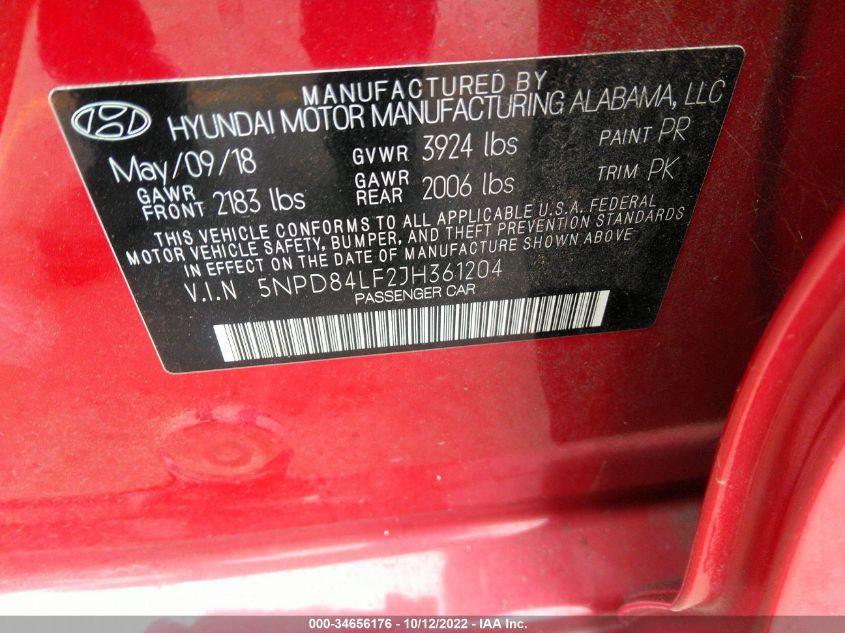 MANUFACTURED BY
HYUNDAI MOTOR MANUFACTURING ALABAMA, LLC
May/09/18 GVWR 3924 lbs PAINT PR
GAWR FRONT 2183 lbs GAWR REAR 2006 lbs TRIM PK
THIS VEHICLE CONFORMS TO ALL APPLICABLE U.S.A. FEDERAL
MOTOR VEHICLE SAFETY, BUMPER, AND THEFT PREVENTION STANDARDS
IN EFFECT ON THE DATE OF MANUFACTURE SHOWN ABOVE
V.I.N 5NPD84LF2JH361204
PASSENGER CAR
000-34656176 - 10/12/2022 - IAA Inc.